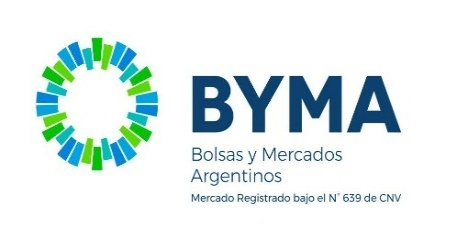 BYMA
Bolsas y Mercados
Argentinos
Mercado Registrado bajo el N° 639 de CNV